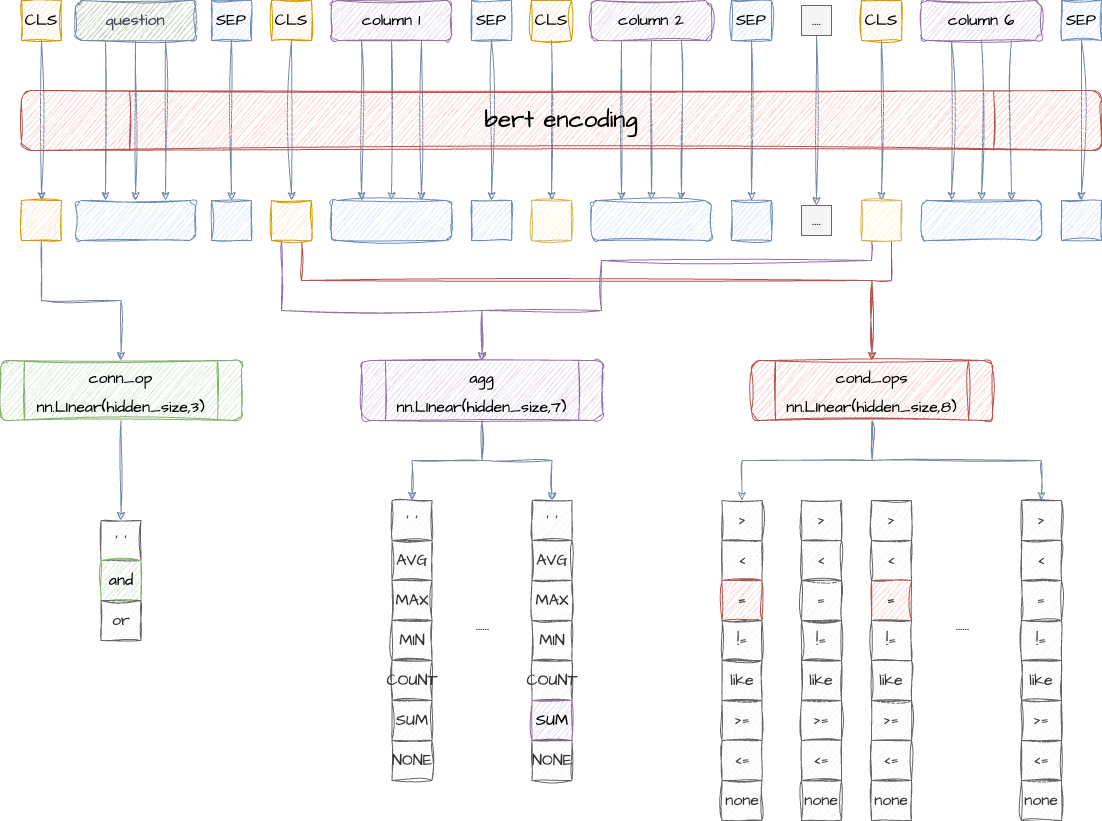 CLS question SEP CLS column 1 SEP CLS column 2 SEP .... CLS column 6 SEP
bert encoding
....
conn_op
nn.LInear(hidden_size,3)
agg
nn.LInear(hidden_size,7)
cond_ops
nn.LInear(hidden_size,8)
' '
and
or
' '
AVG
MAX
MIN
COUNT
SUM
NONE
......
' '
AVG
MAX
MIN
COUNT
SUM
NONE
>
<
=
!=
like
>=
<=
none
>
<
=
!=
like
>=
<=
none
>
<
=
!=
like
>=
<=
none
......
>
<
=
!=
like
>=
<=
none